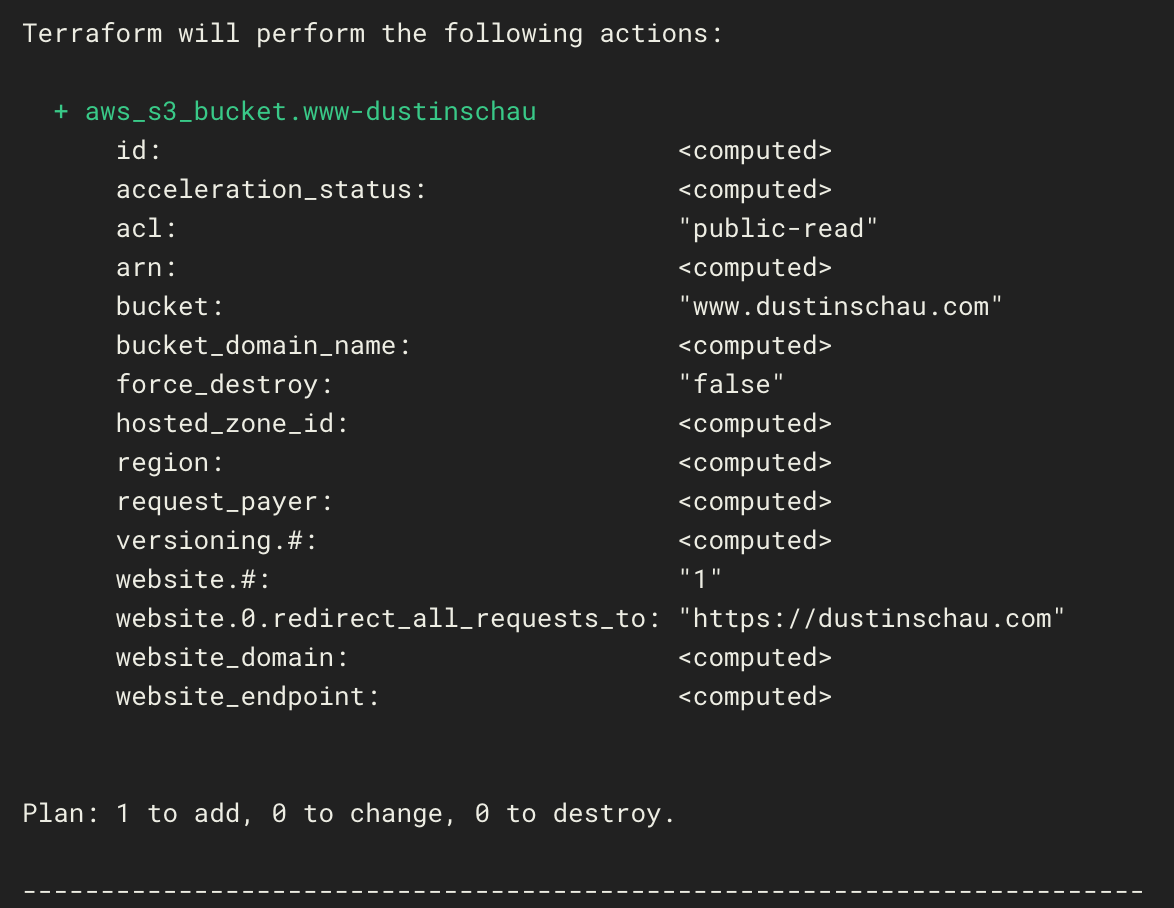 Terraform will perform the following actions:
+ aws_s3_bucket.www-dustinschau
id: <computed>
acceleration_status: <computed>
acl: "public-read"
arn: <computed>
bucket: "www.dustinschau.com"
bucket_domain_name: <computed>
force_destroy: "false"
hosted_zone_id: <computed>
region: <computed>
request_payer: <computed>
versioning.#: <computed>
website.#: "1"
website.0.redirect_all_requests_to: "https://dustinschau.com"
website_domain: <computed>
website_endpoint: <computed>
Plan: 1 to add, 0 to change, 0 to destroy.
------------------------------------------------------------------------